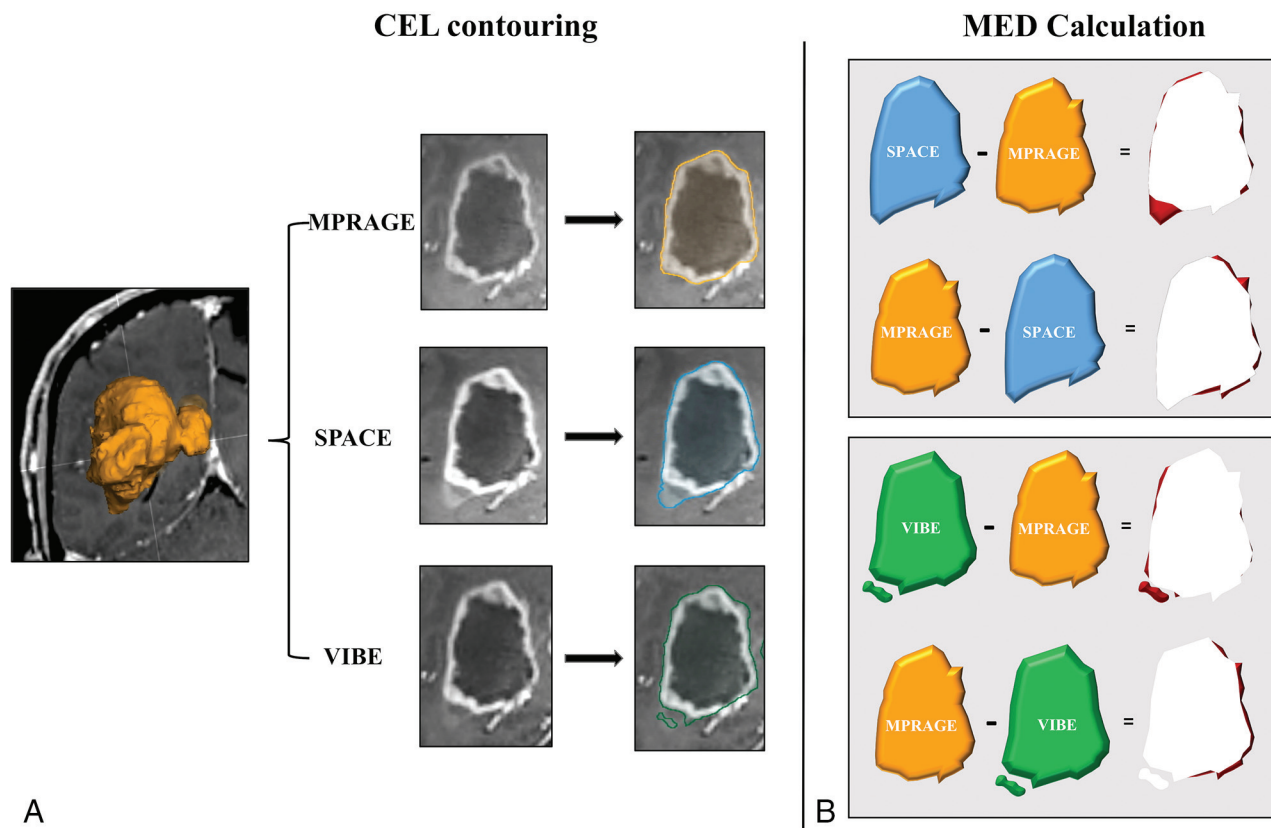 CEL contouring
MPRAGE
SPACE
VIBE
A
MED Calculation
SPACE - MPRAGE =
MPRAGE - SPACE =
VIBE - MPRAGE =
MPRAGE - VIBE =
B